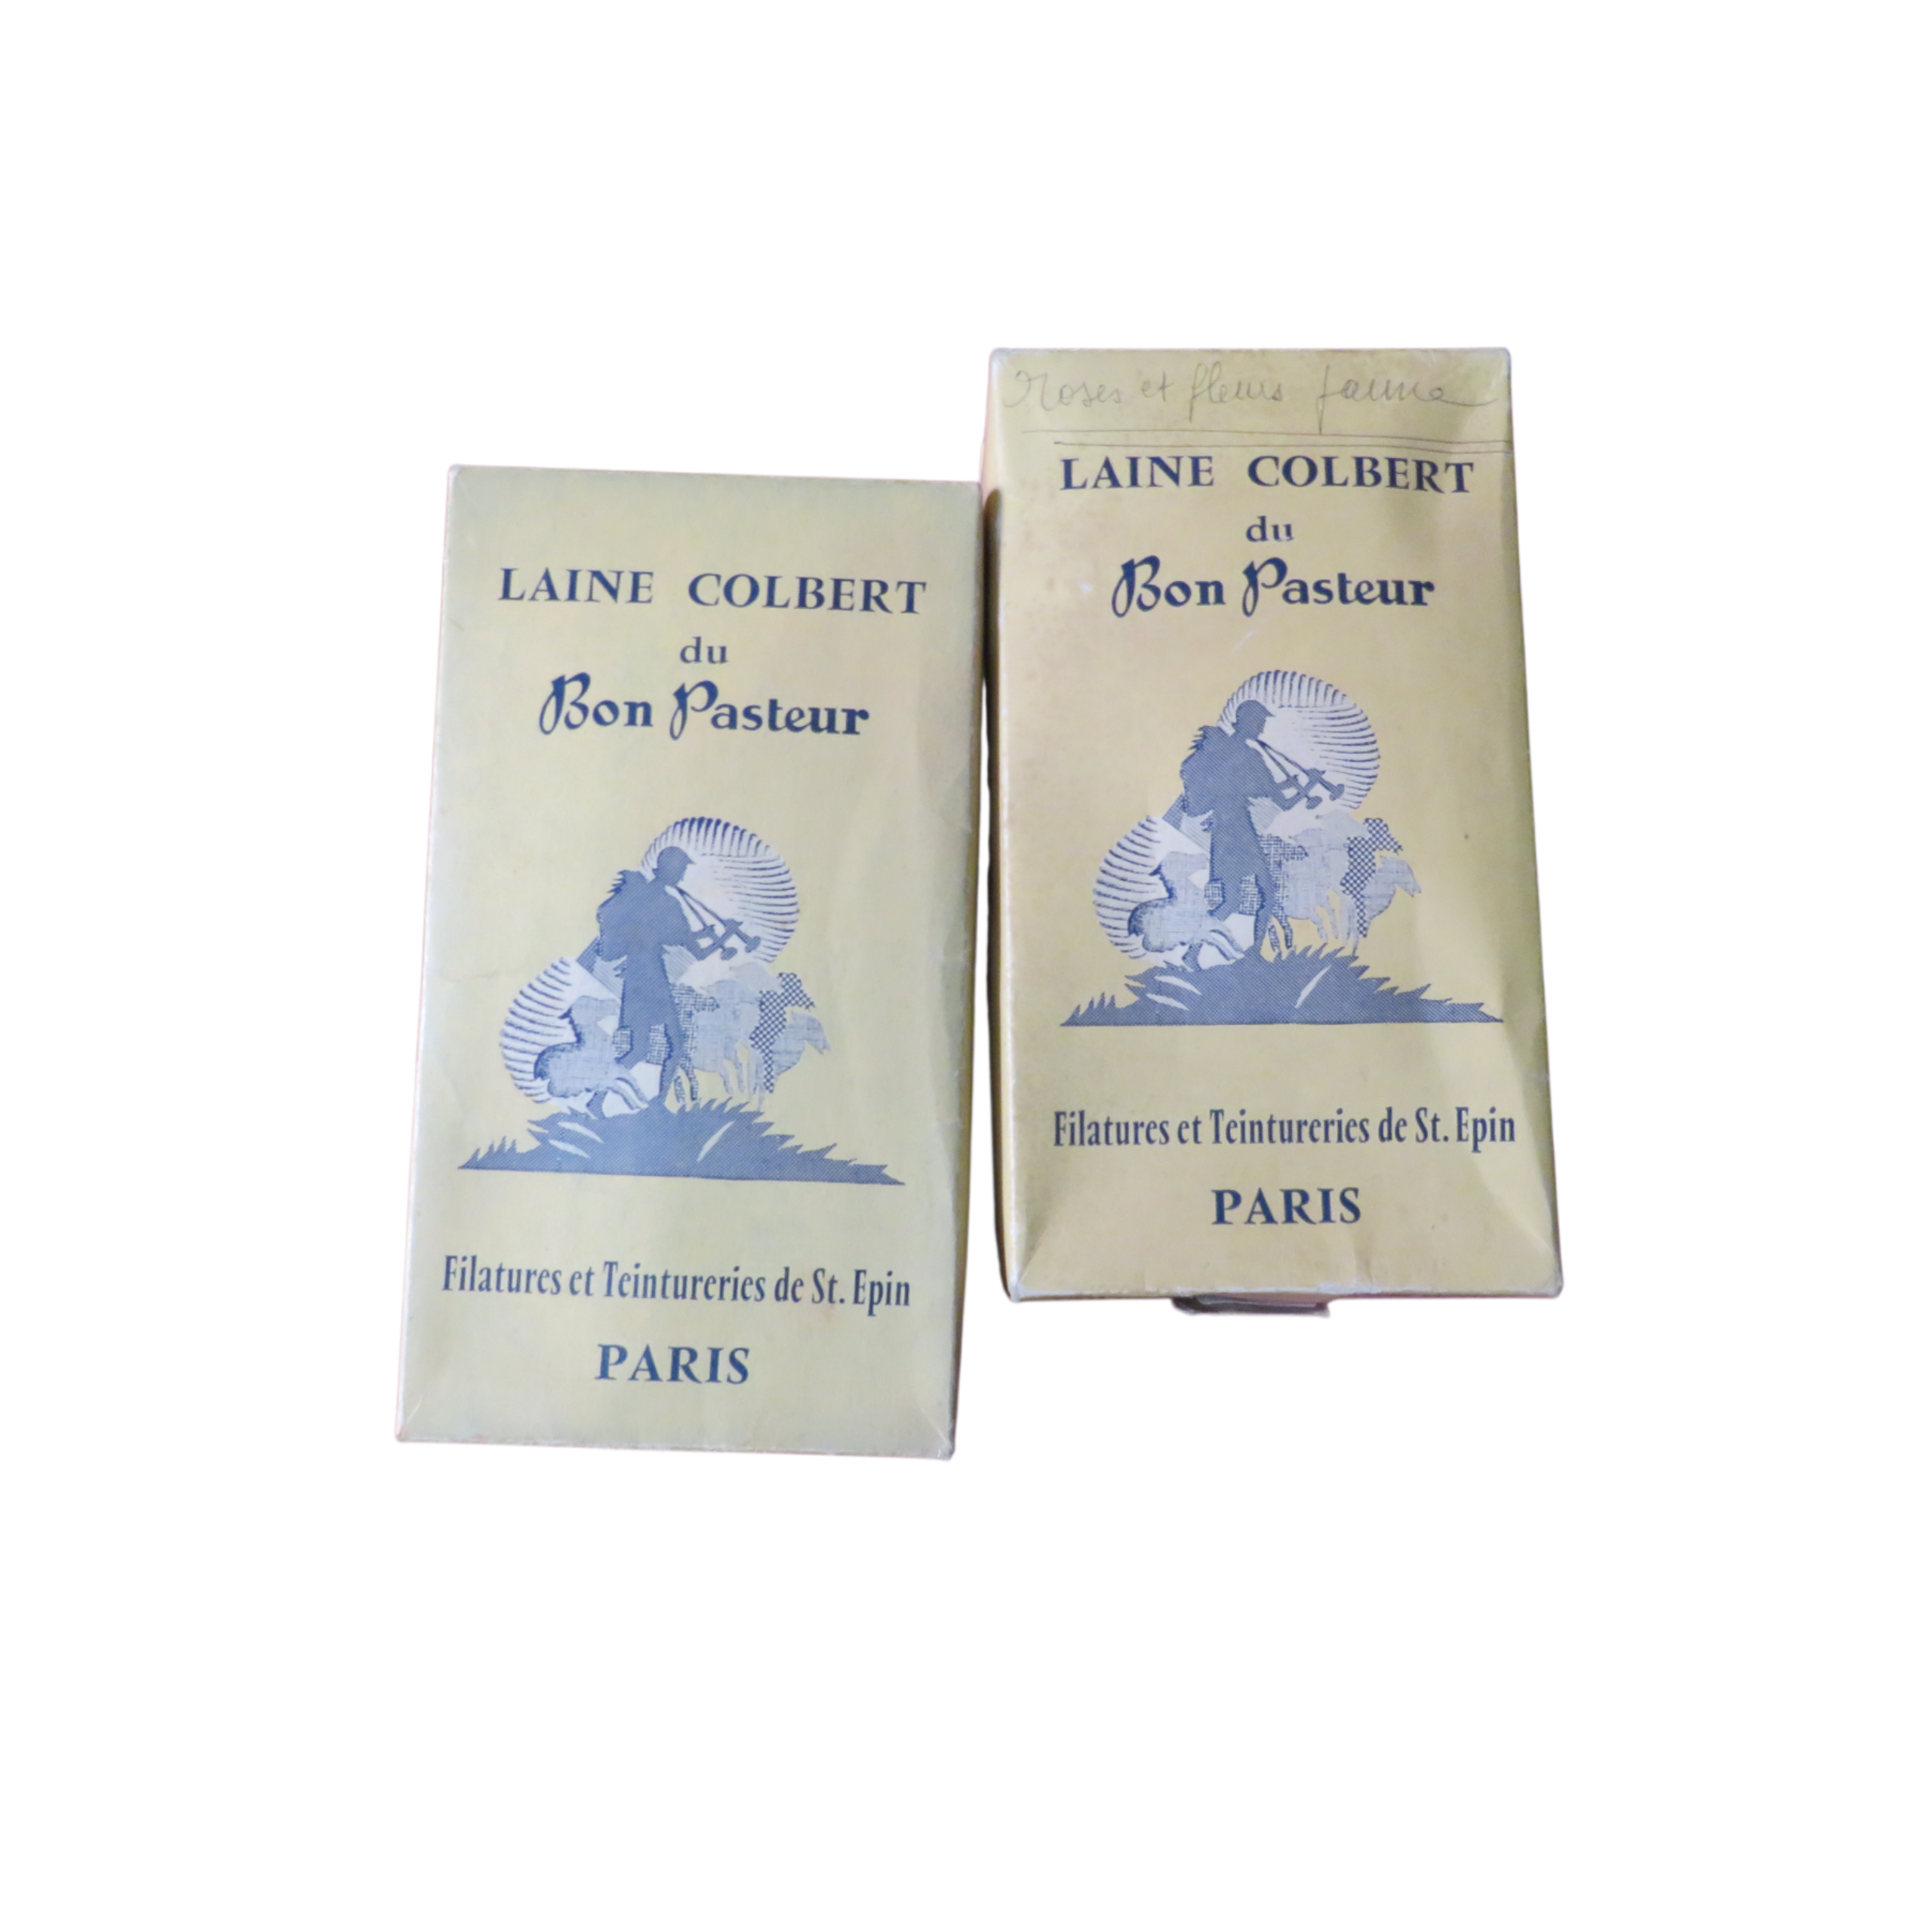 LAINE COLBERT
du
Bon Pasteur
Filatures et Teintureries de St. Epin
PARIS
Roses et fleurs jaune
LAINE COLBERT
du
Bon Pasteur
Filatures et Teintureries de St. Epin
PARIS